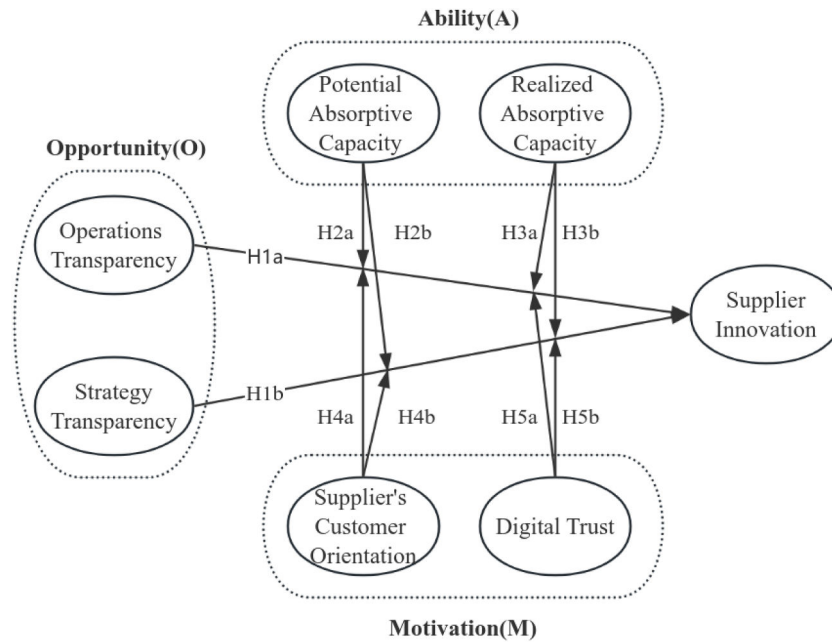 Ability(A)
Potential
Absorptive
Capacity
Realized
Absorptive
Capacity
Opportunity(O)
Operations
Transparency
Strategy
Transparency
H1a
H1b
H2a
H2b
H3a
H3b
H4a
H4b
H5a
H5b
Supplier
Innovation
Supplier's
Customer
Orientation
Digital Trust
Motivation(M)